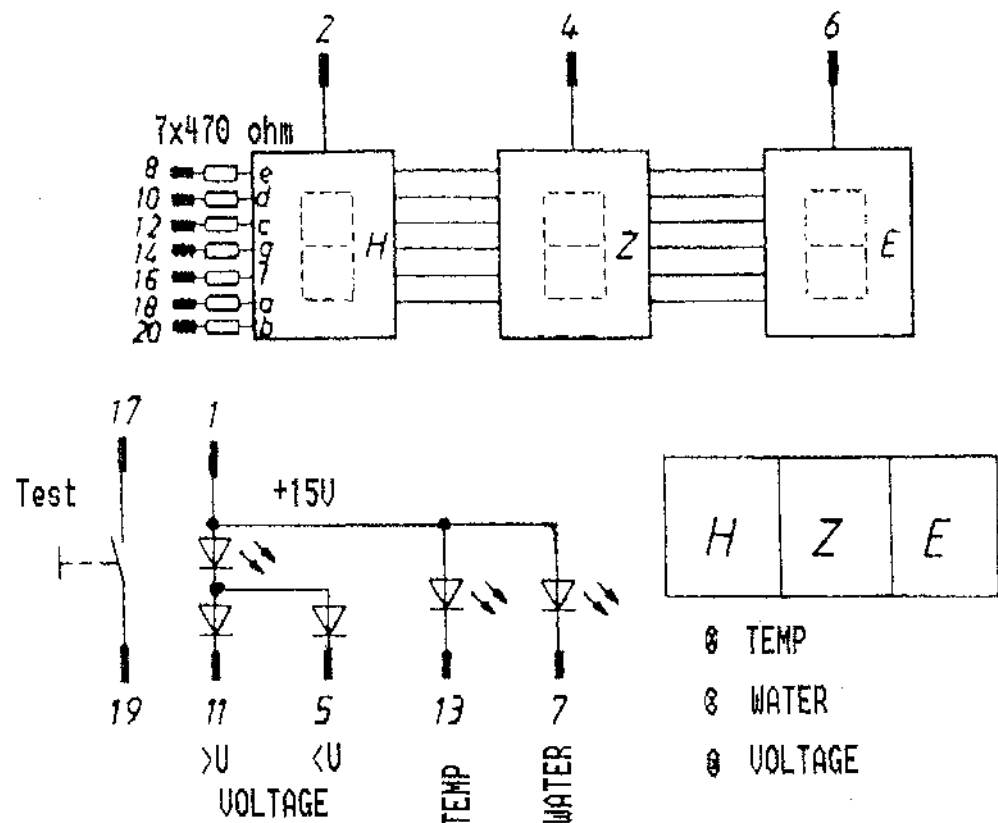 2 4 6
7x470 ohm
8 e
10 d
12 c
14 g
16 f
18 a
20 b
H Z E
17 1
Test +15V
H Z E
19 11 5 13 7
>U <U
VOLTAGE
TEMP
WATER
TEMP
WATER
VOLTAGE